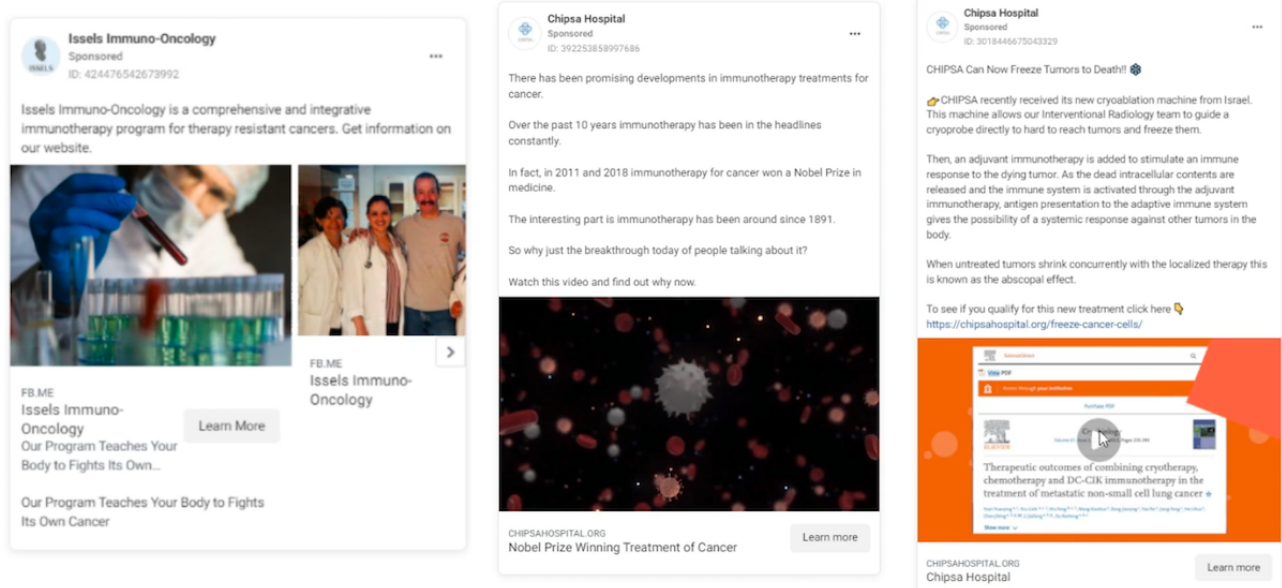 Issels Immuno-Oncology
Sponsored
ID: 424476542673992
ISSELS
Issels Immuno-Oncology is a comprehensive and integrative
immunotherapy program for therapy resistant cancers. Get information on
our website.
FB.ME
Issels Immuno-
Oncology
Our Program Teaches Your
Body to Fights Its Own...
Learn More
FB.ME
Issels Immuno-
Oncology
Our Program Teaches Your Body to Fights
Its Own Cancer
Chipsa Hospital
Sponsored
ID: 392253858997686
There has been promising developments in immunotherapy treatments for
cancer.
Over the past 10 years immunotherapy has been in the headlines
constantly.
In fact, in 2011 and 2018 immunotherapy for cancer won a Nobel Prize in
medicine.
The interesting part is immunotherapy has been around since 1891.
So why just the breakthrough today of people talking about it?
Watch this video and find out why now.
CHIPSAHOSPITAL.ORG
Nobel Prize Winning Treatment of Cancer
Learn more
Chipsa Hospital
Sponsored
ID: 3018446675043329
CHIPSA Can Now Freeze Tumors to Death!!
CHIPSA recently received its new cryoablation machine from Israel.
This machine allows our Interventional Radiology team to guide a
cryoprobe directly to hard to reach tumors and freeze them.
Then, an adjuvant immunotherapy is added to stimulate an immune
response to the dying tumor. As the dead intracellular contents are
released and the immune system is activated through the adjuvant
immunotherapy, antigen presentation to the adaptive immune system
gives the possibility of a systemic response against other tumors in the
body.
When untreated tumors shrink concurrently with the localized therapy this
is known as the abscopal effect.
To see if you qualify for this new treatment click here
https://chipsahospital.org/freeze-cancer-cells/
ScienceDirect
View PDF
Access through your institution
Purchase PDF
ELSEVIER
Therapeutic outcomes of combining cryotherapy,
chemotherapy and DC-CIK immunotherapy in the
treatment of metastatic non-small cell lung cancer
Show more
CHIPSAHOSPITAL.ORG
Chipsa Hospital
Learn more